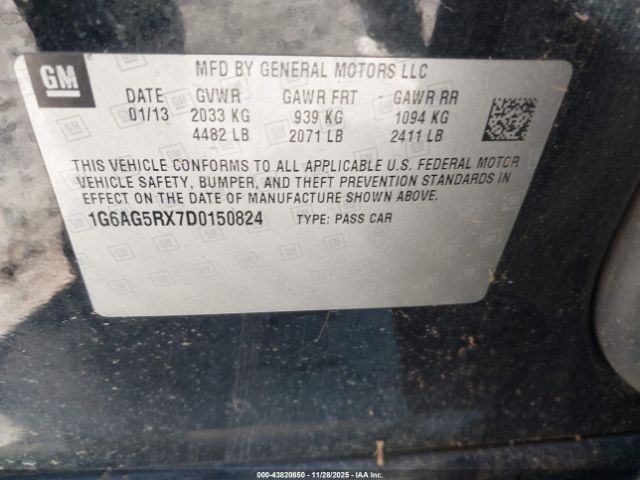 GM
MFD BY GENERAL MOTORS LLC
DATE GVWR GAWR FRT GAWR RR
01/13 2033 KG 939 KG 1094 KG
4482 LB 2071 LB 2411 LB
THIS VEHICLE CONFORMS TO ALL APPLICABLE U.S. FEDERAL MOTOR
VEHICLE SAFETY, BUMPER, AND THEFT PREVENTION STANDARDS IN
EFFECT ON THE DATE OF MANUFACTURE SHOWN ABOVE.
1G6AG5RX7D0150824 TYPE: PASS CAR
000-43820850 | 11/28/2025 | IAA, Inc.